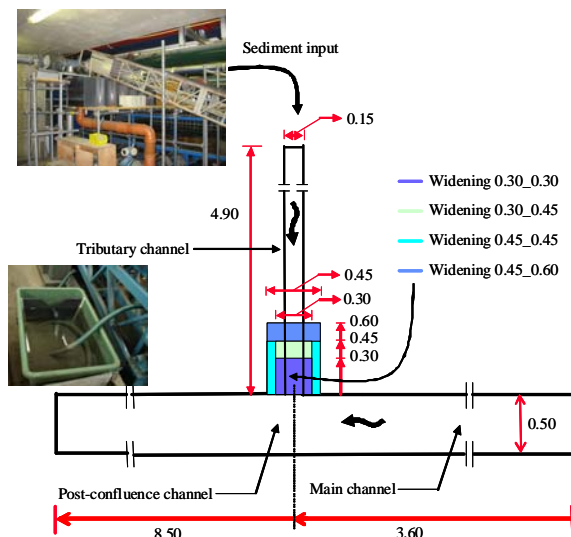 Sediment input
0.15
Widening 0.30_0.30
Widening 0.30_0.45
Widening 0.45_0.45
Widening 0.45_0.60
4.90
Tributary channel
0.45
0.30
0.60
0.45
0.30
0.50
Post-confluence channel
Main channel
8.50
3.60